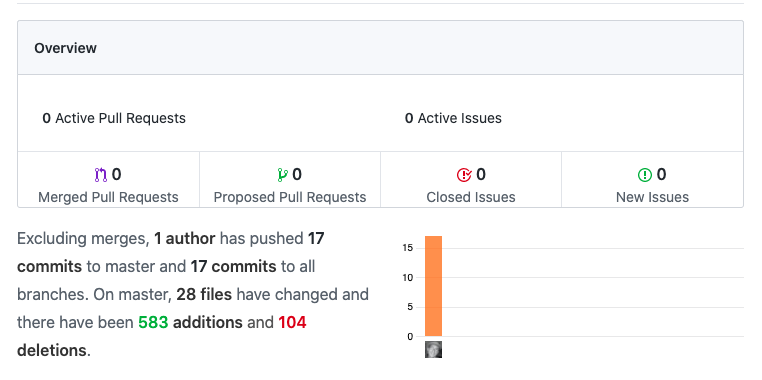 Overview
0 Active Pull Requests
0 Active Issues
0
Merged Pull Requests
0
Proposed Pull Requests
0
Closed Issues
0
New Issues
Excluding merges, 1 author has pushed 17
commits to master and 17 commits to all
branches. On master, 28 files have changed and
there have been 583 additions and 104
deletions.
15
10
5
0